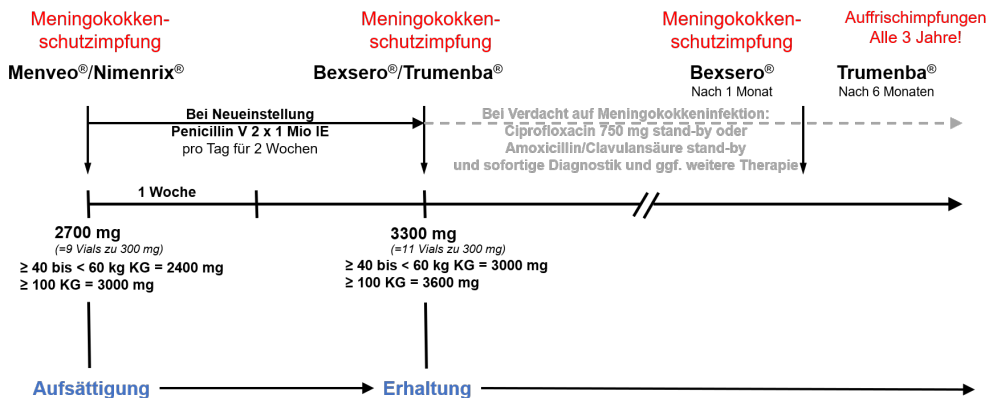 Meningokokken-
schutzimpfung
Menveo®/Nimenrix®
Meningokokken-
schutzimpfung
Bexsero®/Trumenba®
Meningokokken-
schutzimpfung
Bexsero®
Nach 1 Monat
Auffrischimpfungen
Alle 3 Jahre!
Trumenba®
Nach 6 Monaten
Bei Neueinstellung
Penicillin V 2 x 1 Mio IE
pro Tag für 2 Wochen
Bei Verdacht auf Meningokokkeninfektion:
Ciprofloxacin 750 mg stand-by oder
Amoxicillin/Clavulansäure stand-by
und sofortige Diagnostik und ggf. weitere Therapie
1 Woche
2700 mg
(=9 Vials zu 300 mg)
≥ 40 bis < 60 kg KG = 2400 mg
≥ 100 KG = 3000 mg
3300 mg
(=11 Vials zu 300 mg)
≥ 40 bis < 60 kg KG = 3000 mg
≥ 100 KG = 3600 mg
Aufsättigung
Erhaltung